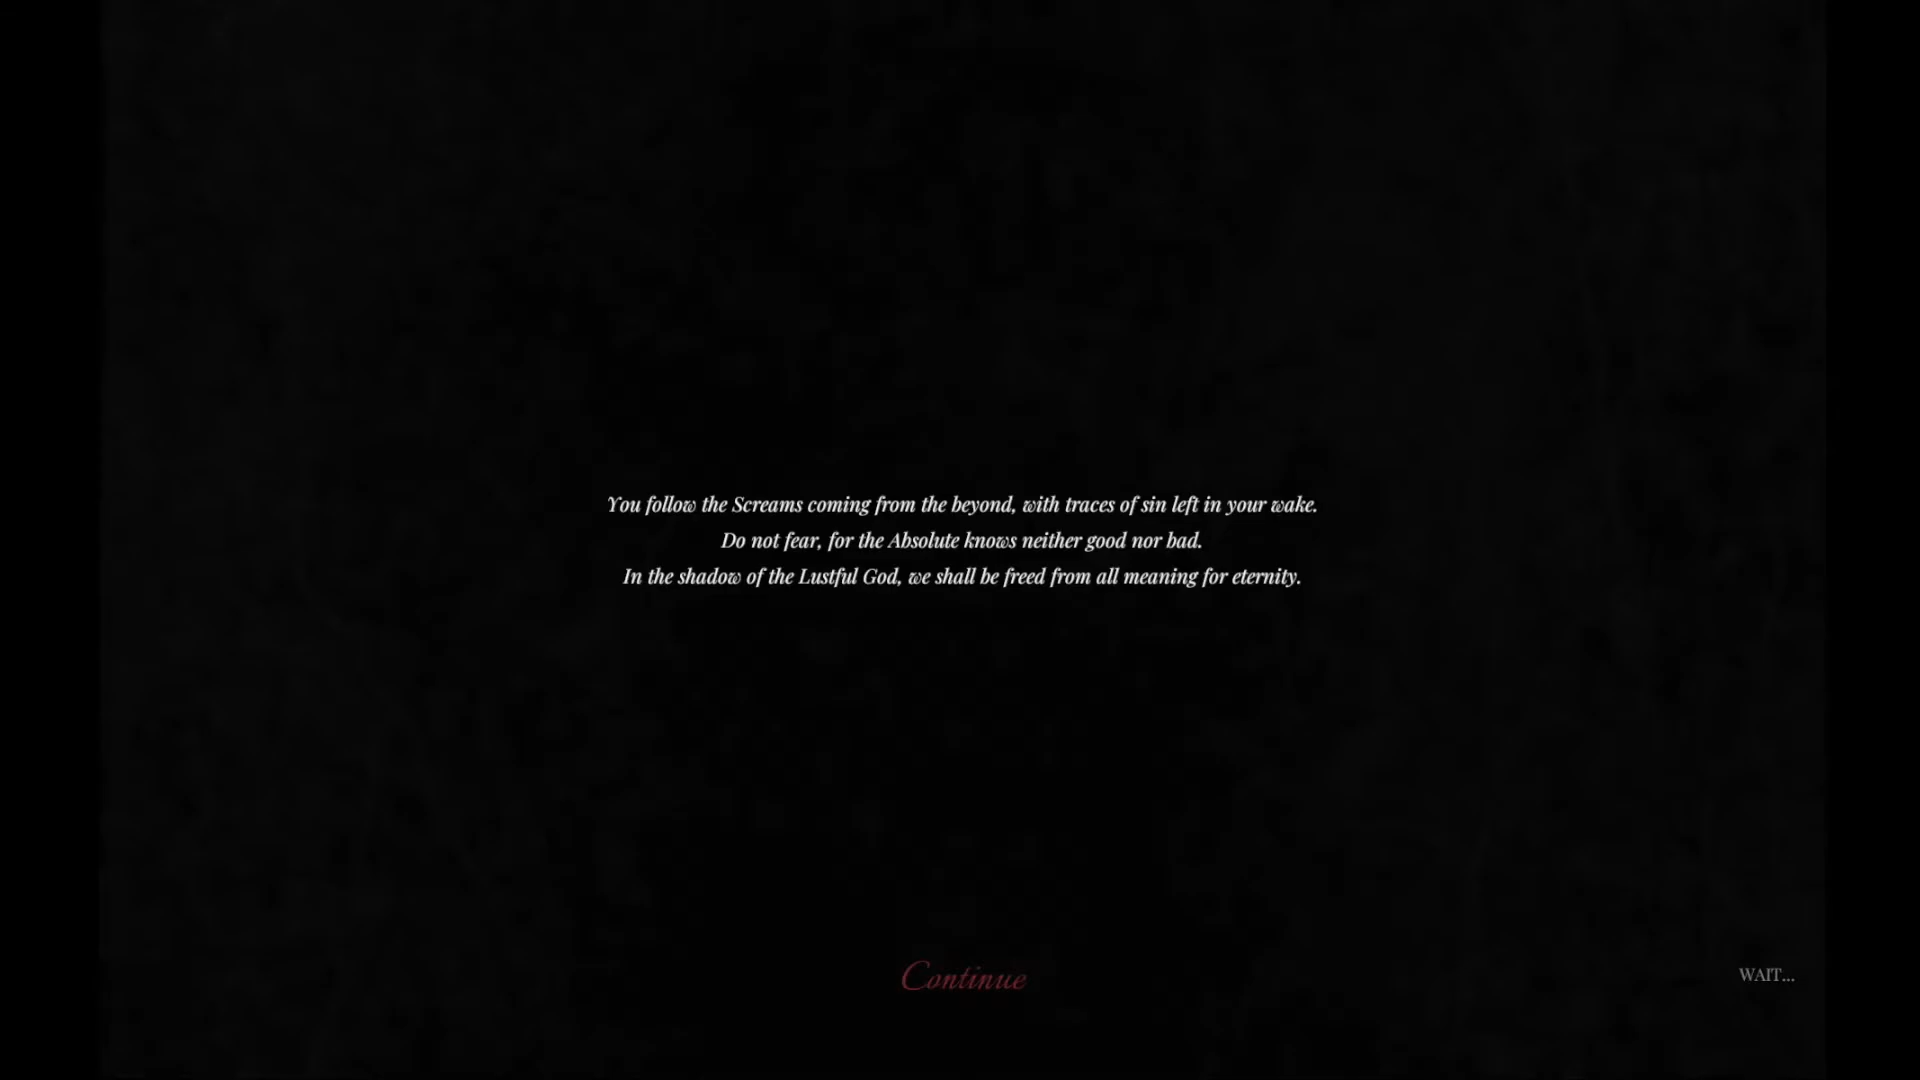 You follow the Screams coming from the beyond, with traces of sin left in your wake.
Do not fear, for the Absolute knows neither good nor bad.
In the shadow of the Lustful God, we shall be freed from all meaning for eternity.
Continue
WAIT...